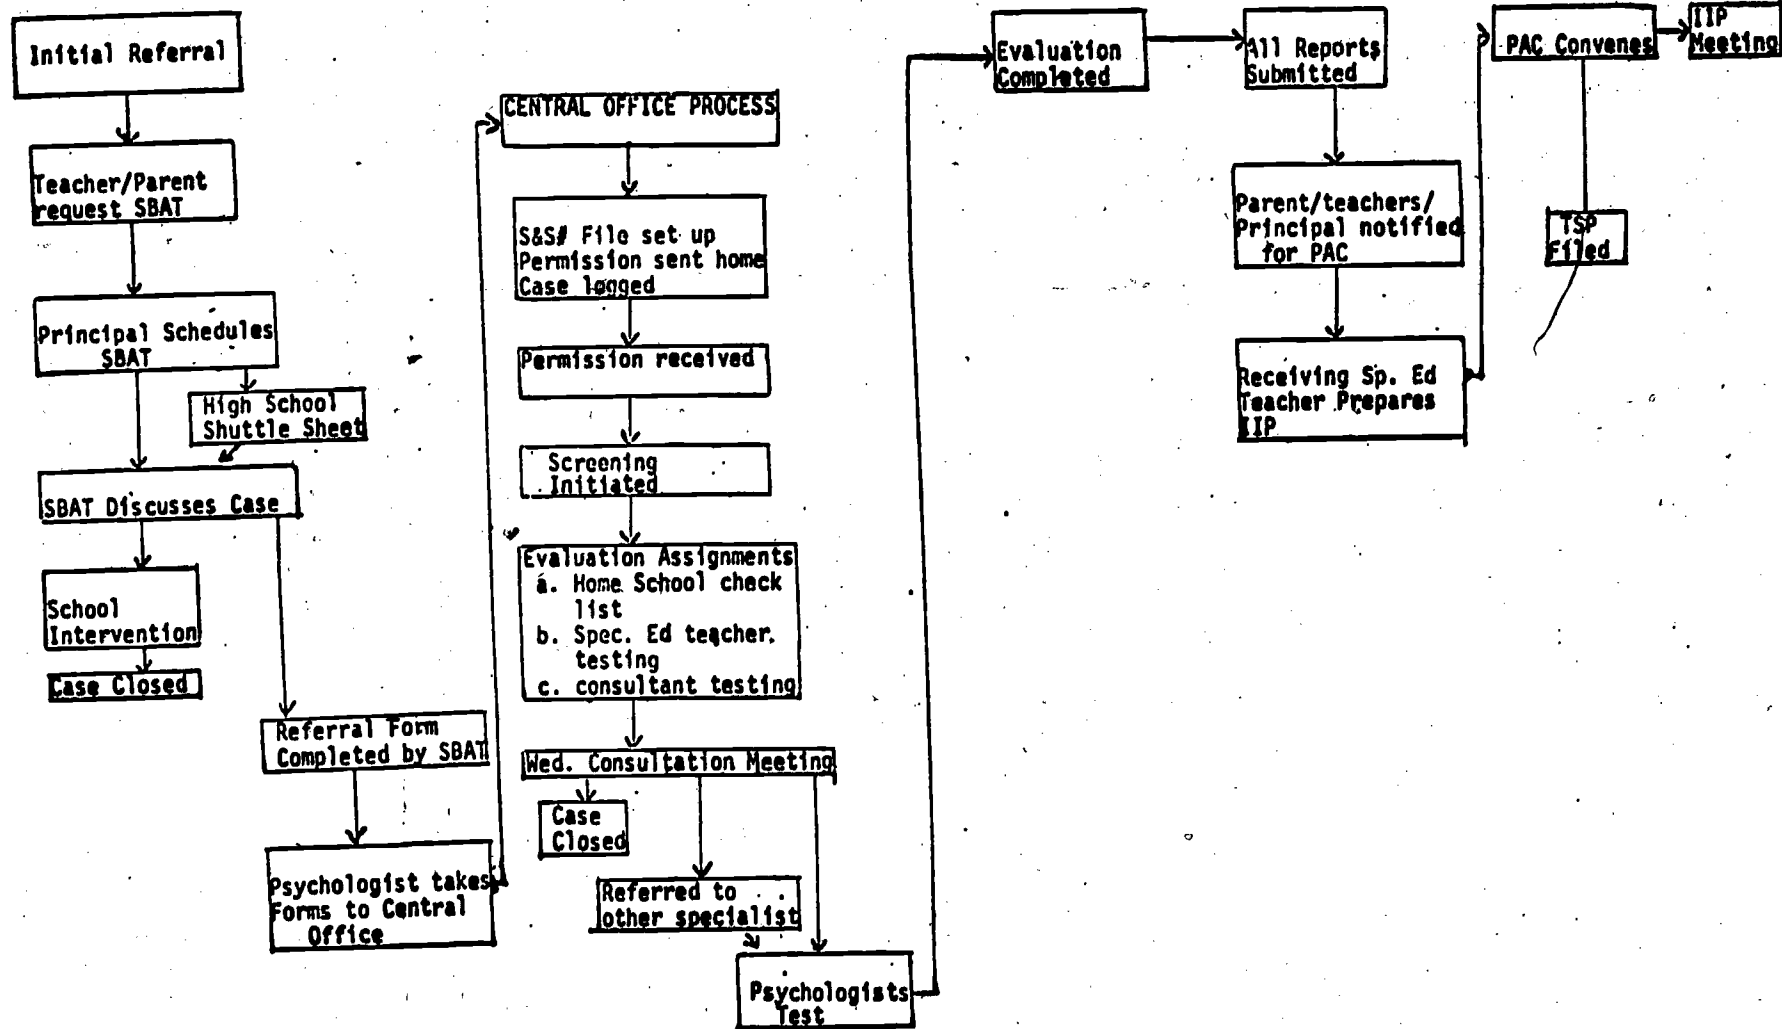 Initial Referral
Teacher/Parent
request SBAT
Principal Schedules
SBAT
High School
Shuttle Sheet
SBAT Discusses Case
School
Intervention
Case Closed
Referral Form
Completed by SBAT
Psychologist takes
Forms to Central
Office
CENTRAL OFFICE PROCESS
S&S# File set up
Permission sent home
Case logged
Permission received
Screening
Initiated
Evaluation Assignments
a. Home School check
list
b. Spec. Ed teacher.
testing
c. consultant testing
Wed. Consultation Meeting
Case
Closed
Referred to
other specialist
Psychologists
Test
Evaluation
Completed
All Reports
Submitted
Parent/teachers/
Principal notified
for PAC
Receiving Sp. Ed
Teacher Prepares
IIP
PAC Convenes
IIP
Meeting
TSP
Filed